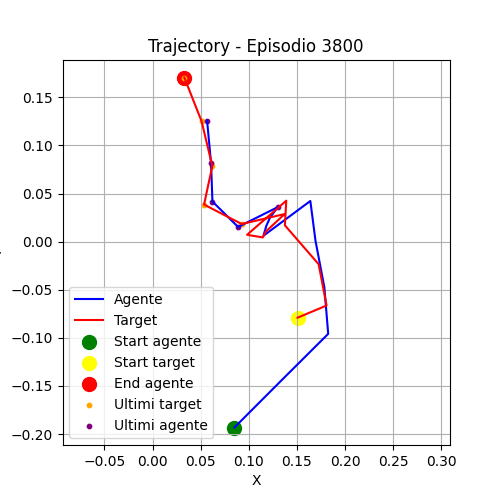 Trajectory - Episodio 3800
0.15
0.10
0.05
0.00
−0.05
−0.10
−0.15
−0.20
Agente
Target
Start agente
Start target
End agente
Ultimi target
Ultimi agente
−0.05 0.00 0.05 0.10 0.15 0.20 0.25 0.30
X